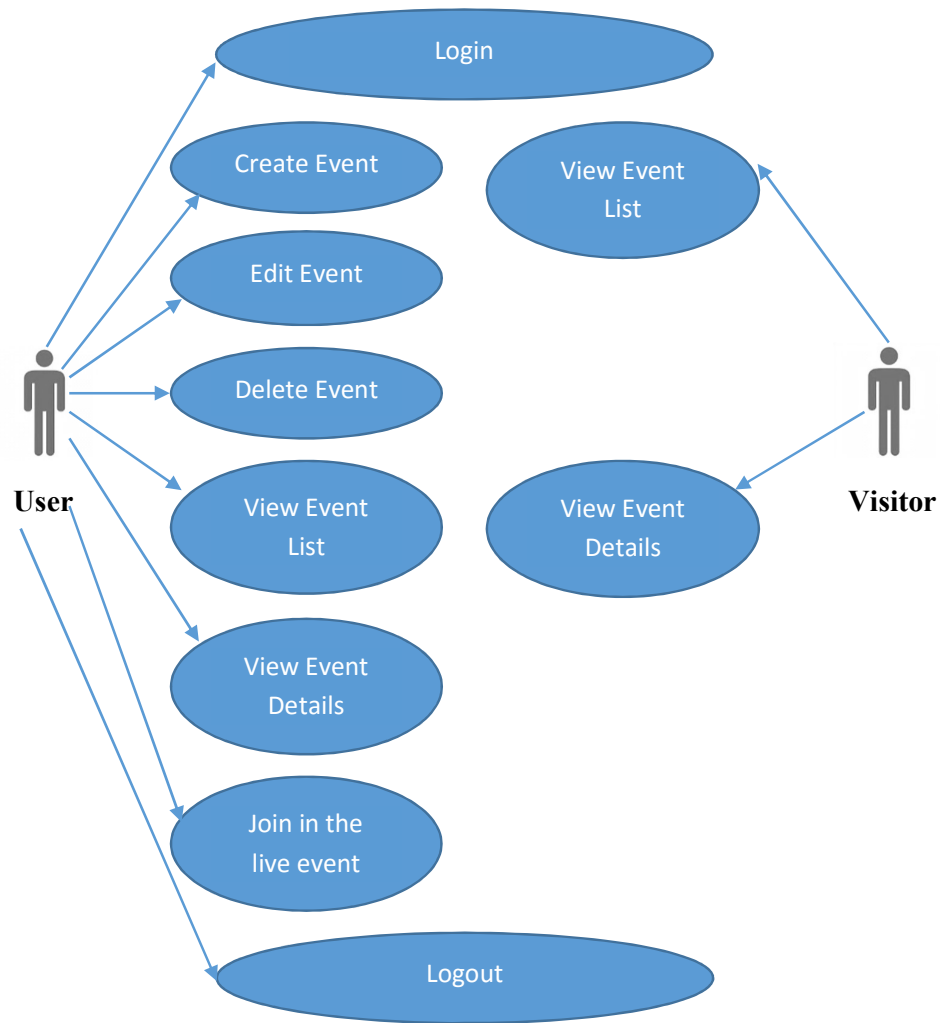 Login
Create Event
View Event
List
Edit Event
Delete Event
User
View Event
List
View Event
Details
Visitor
View Event
Details
Join in the
live event
Logout